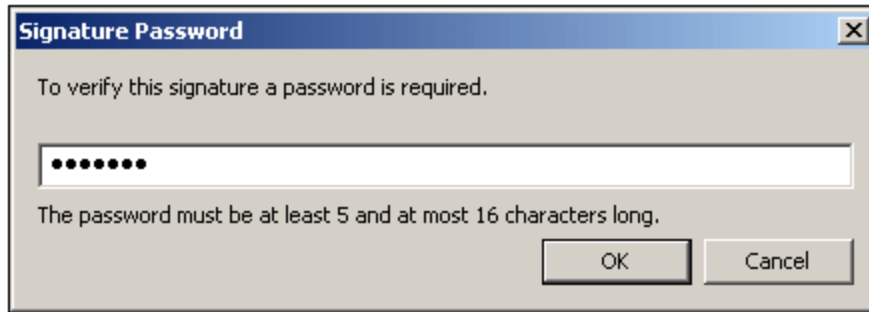 Signature Password
To verify this signature a password is required.
•••••••
The password must be at least 5 and at most 16 characters long.
OK
Cancel